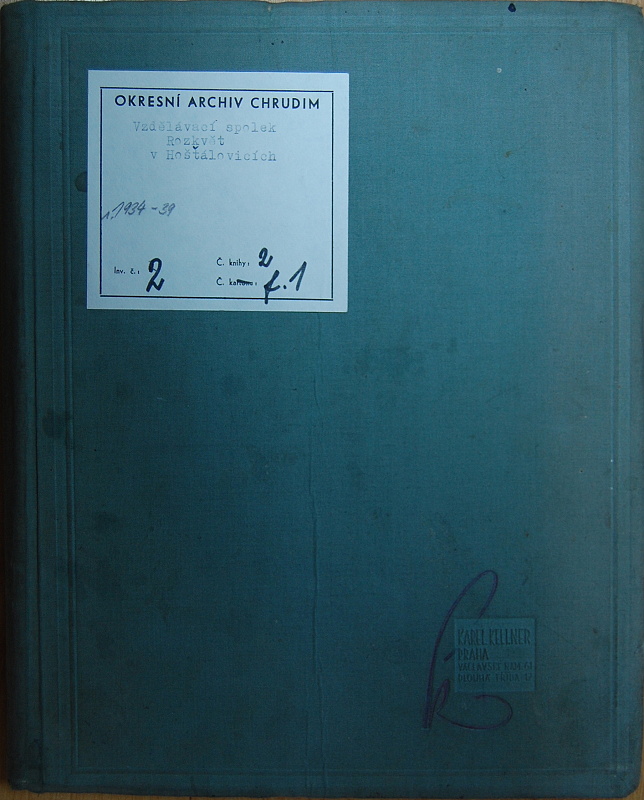 OKRESNÍ ARCHIV CHRUDIM
Vzdělávací spolek
Rozkvět
v Hošťálovicích
1934-39
Inv. č.: 2
Č. knihy: 2
Č. kartonu: f.1
KAREL KELLNER
PRAHA